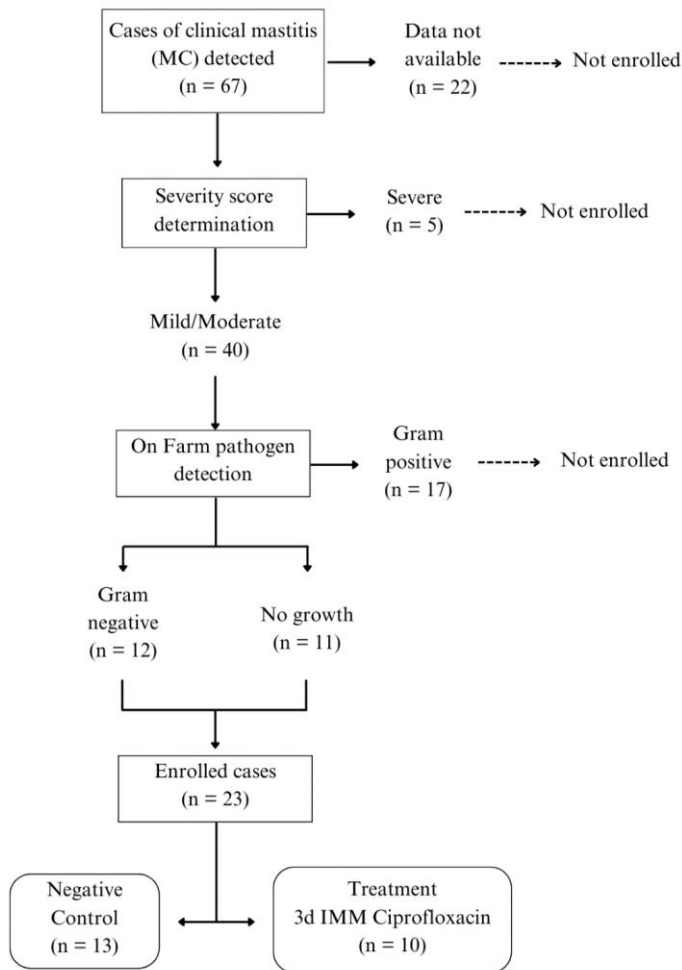 Cases of clinical mastitis
(MC) detected
(n = 67)
Data not
available
(n = 22)
Not enrolled
Severity score
determination
Severe
(n = 5)
Not enrolled
Mild/Moderate
(n = 40)
On Farm pathogen
detection
Gram
positive
(n = 17)
Not enrolled
Gram
negative
(n = 12)
No growth
(n = 11)
Enrolled cases
(n = 23)
Negative
Control
(n = 13)
Treatment
3d IMM Ciprofloxacin
(n = 10)